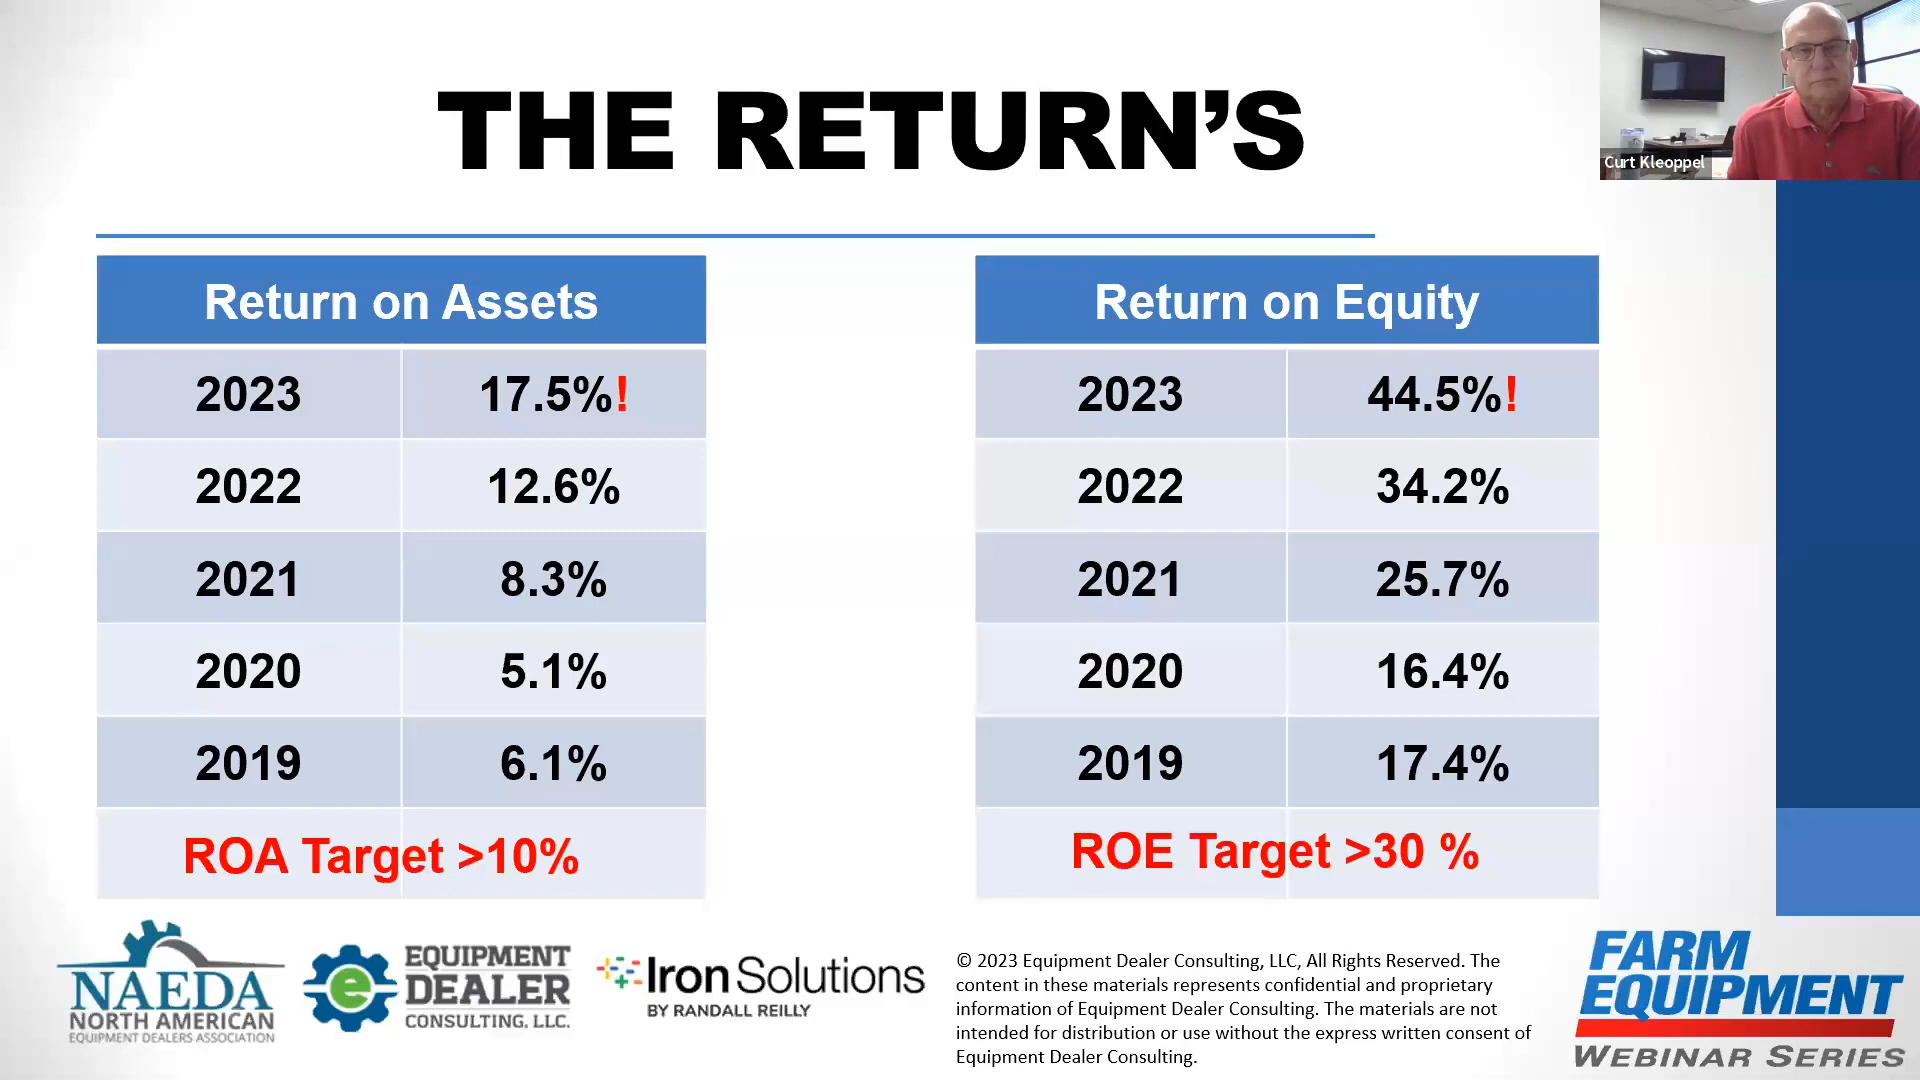 THE RETURN’S
Curt Kleoppel
Return on Assets
2023 17.5%!
2022 12.6%
2021 8.3%
2020 5.1%
2019 6.1%
ROA Target >10%
Return on Equity
2023 44.5%!
2022 34.2%
2021 25.7%
2020 16.4%
2019 17.4%
ROE Target >30 %
NAEDA
NORTH AMERICAN
EQUIPMENT DEALERS ASSOCIATION
e
EQUIPMENT
DEALER
CONSULTING, LLC.
Iron Solutions
BY RANDALL REILLY
© 2023 Equipment Dealer Consulting, LLC, All Rights Reserved. The
content in these materials represents confidential and proprietary
information of Equipment Dealer Consulting. The materials are not
intended for distribution or use without the express written consent of
Equipment Dealer Consulting.
FARM
EQUIPMENT
WEBINAR SERIES